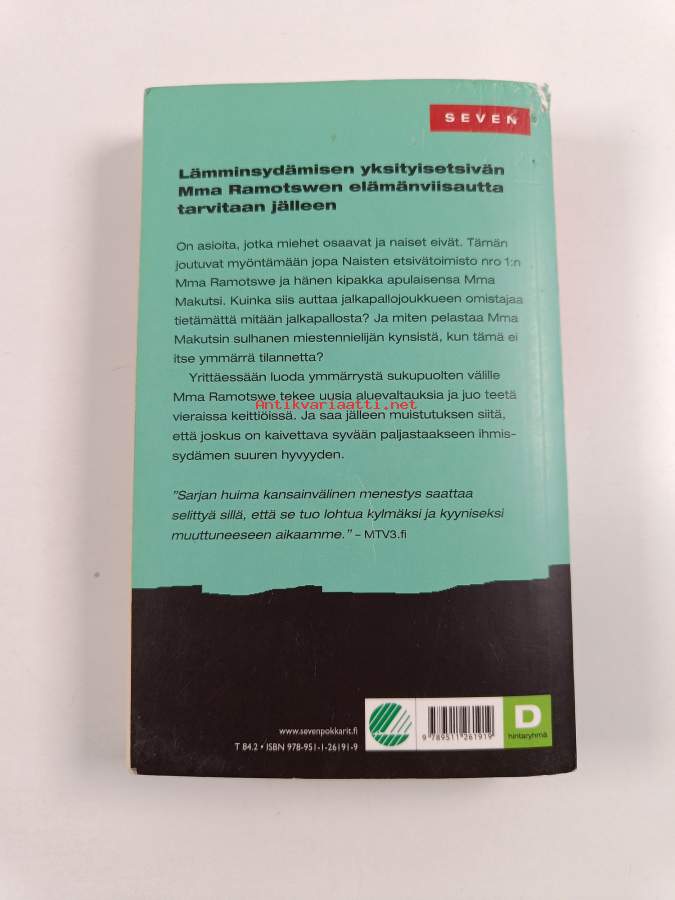 SEVEN
Lämminsydämisen yksityisetsivän
Mma Ramotswen elämänviisautta
tarvitaan jälleen
On asioita, jotka miehet osaavat ja naiset eivät. Tämän
joutuvat myöntämään jopa Naisten etsivätoimisto nro 1:n
Mma Ramotswe ja hänen kipakka apulaisensa Mma
Makutsi. Kuinka siis auttaa jalkapallojoukkueen omistajaa
tietämättä mitään jalkapallosta? Ja miten pelastaa Mma
Makutsin sulhanen miestennielijän kynsistä, kun tämä ei
itse ymmärrä tilannetta?
Yrittäessään luoda ymmärrystä sukupuolten välille
Mma Ramotswe tekee uusia aluevaltauksia ja juo teetä
Antikvariaatti.net
vieraissa keittiöissä. Ja saa jälleen muistutuksen siitä,
että joskus on kaivettava syvään paljastaakseen ihmis-
sydämen suuren hyvyyden.
"Sarjan huima kansainvälinen menestys saattaa
selittyä sillä, että se tuo lohtua kylmäksi ja kyyniseksi
muuttuneeseen aikaamme." – MTV3.fi
www.sevenpokkarit.fi
T 84.2 • ISBN 978-951-1-26191-9
9 789511 261919
D
hintaryhmä